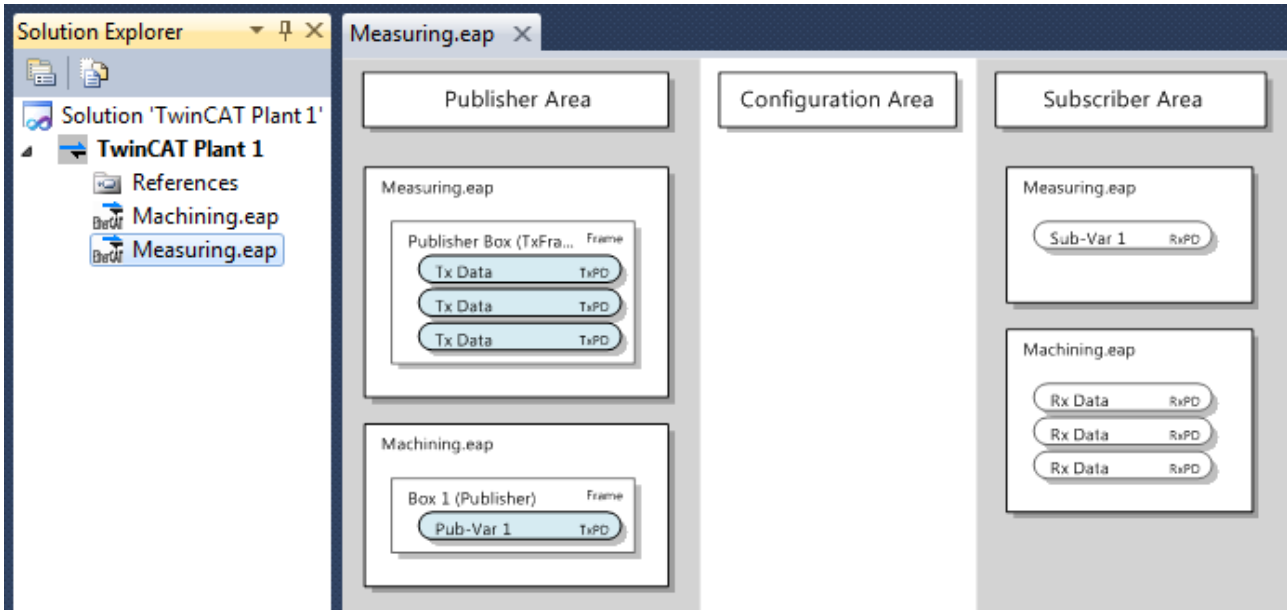 Solution Explorer
Solution 'TwinCAT Plant 1'
TwinCAT Plant 1
References
EtherCAT Machining.eap
EtherCAT Measuring.eap
Measuring.eap
Publisher Area
Measuring.eap
Publisher Box (TxFra... Frame
Tx Data TxPD
Tx Data TxPD
Tx Data TxPD
Machining.eap
Box 1 (Publisher) Frame
Pub-Var 1 TxPD
Configuration Area
Subscriber Area
Measuring.eap
Sub-Var 1 RxPD
Machining.eap
Rx Data RxPD
Rx Data RxPD
Rx Data RxPD